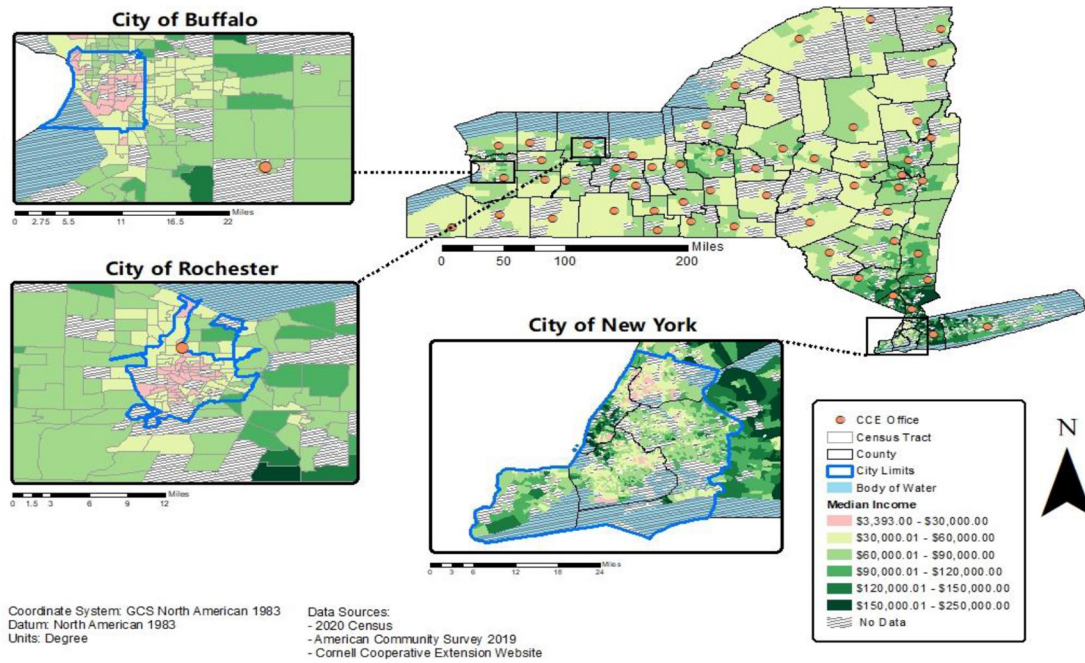 City of Buffalo
0 2.75 5.5 11 16.5 22 Miles
City of Rochester
0 1.5 3 6 9 12 Miles
0 25 50 100 200 Miles
City of New York
0 3 6 12 18 24 Miles
CCE Office
Census Tract
County
City Limits
Body of Water
Median Income
$3,393.00 - $30,000.00
$30,000.01 - $60,000.00
$60,000.01 - $90,000.00
$90,000.01 - $120,000.00
$120,000.01 - $150,000.00
$150,000.01 - $250,000.00
No Data
N
Coordinate System: GCS North American 1983
Datum: North American 1983
Units: Degree
Data Sources:
- 2020 Census
- American Community Survey 2019
- Cornell Cooperative Extension Website